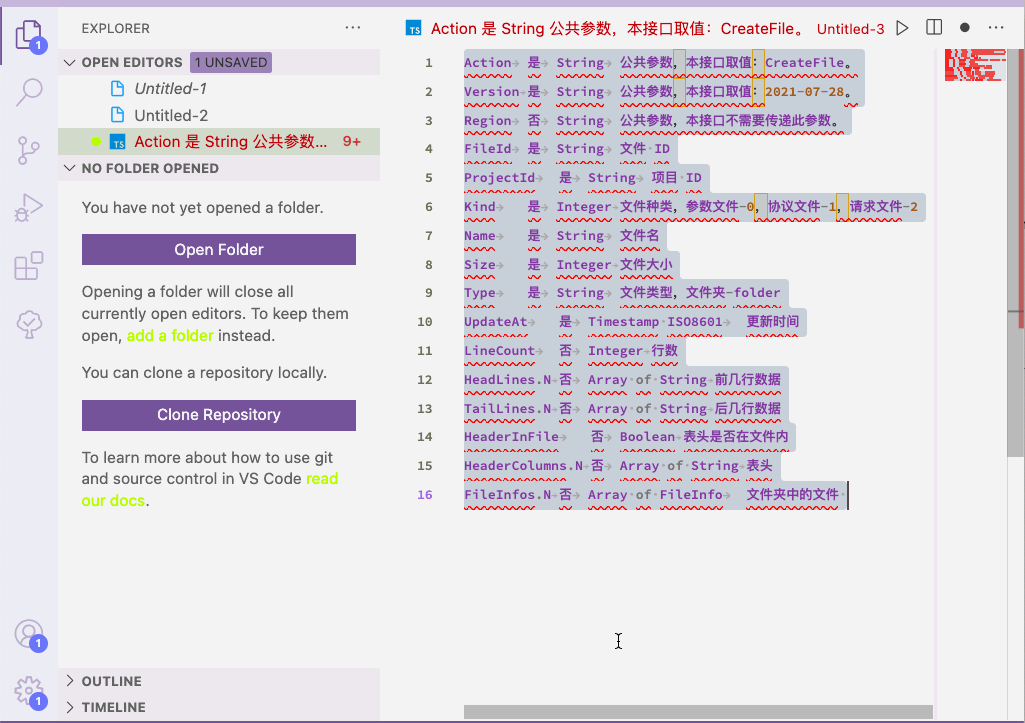 EXPLORER
OPEN EDITORS 1 UNSAVED
Untitled-1
Untitled-2
TS Action 是 String 公共参数... 9+
NO FOLDER OPENED
You have not yet opened a folder.
Open Folder
Opening a folder will close all
currently open editors. To keep them
open, add a folder instead.
You can clone a repository locally.
Clone Repository
To learn more about how to use git
and source control in VS Code read
our docs.
OUTLINE
TIMELINE
1
1
1
TS Action 是 String 公共参数，本接口取值：CreateFile。 Untitled-3
1 Action 是 String 公共参数，本接口取值：CreateFile。
2 Version 是 String 公共参数，本接口取值：2021-07-28。
3 Region 否 String 公共参数，本接口不需要传递此参数。
4 FileId 是 String 文件 ID
5 ProjectId 是 String 项目 ID
6 Kind 是 Integer 文件种类，参数文件-0，协议文件-1，请求文件-2
7 Name 是 String 文件名
8 Size 是 Integer 文件大小
9 Type 是 String 文件类型，文件夹-folder
10 UpdateAt 是 Timestamp ISO8601 更新时间
11 LineCount 否 Integer 行数
12 HeadLines.N 否 Array of String 前几行数据
13 TailLines.N 否 Array of String 后几行数据
14 HeaderInFile 否 Boolean 表头是否在文件内
15 HeaderColumns.N 否 Array of String 表头
16 FileInfos.N 否 Array of FileInfo 文件夹中的文件